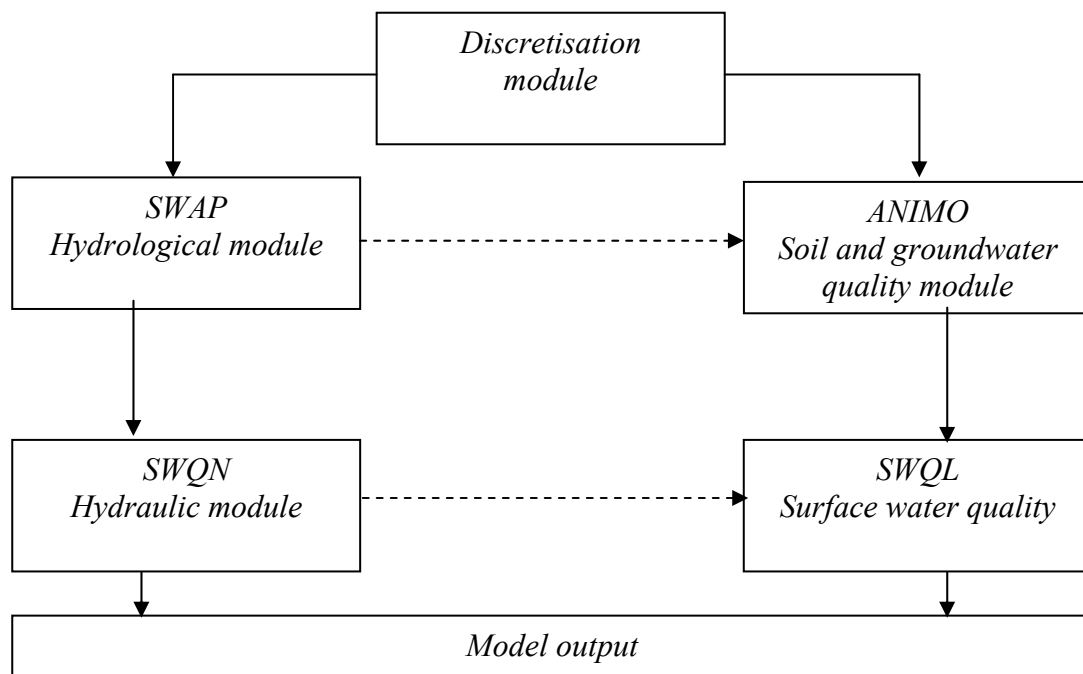 Discretisation
module
SWAP
Hydrological module
ANIMO
Soil and groundwater
quality module
SWQN
Hydraulic module
SWQL
Surface water quality
Model output